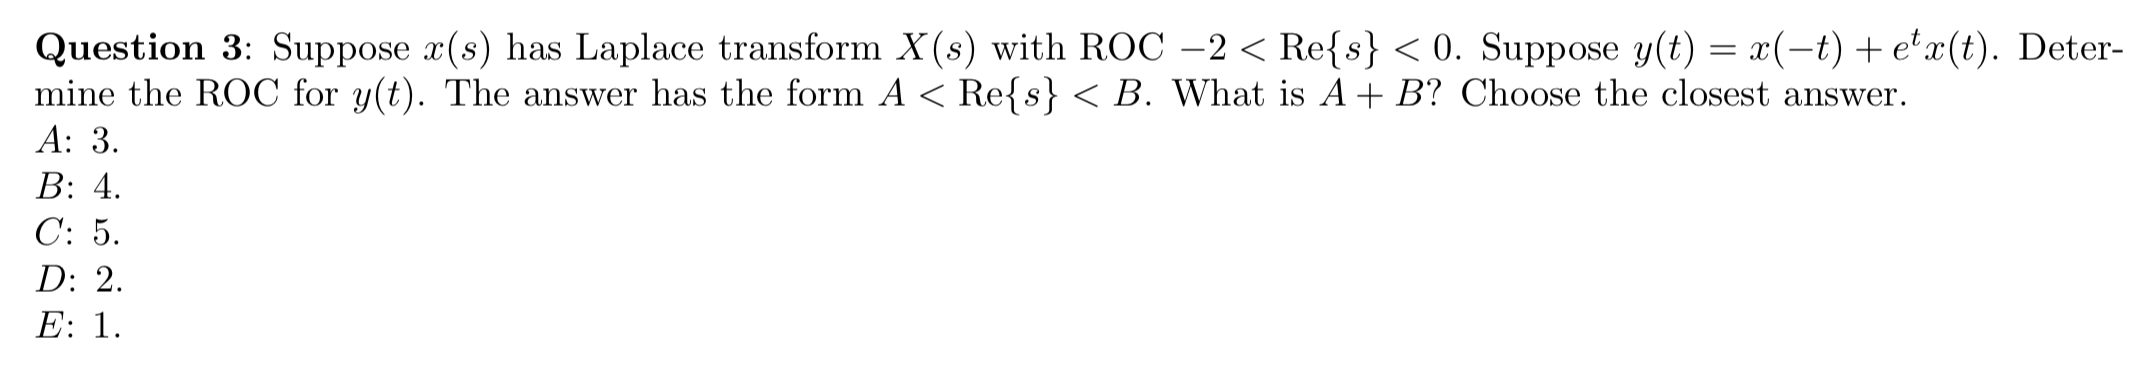 Question 3: Suppose x(s) has Laplace transform X(s) with ROC −2 < Re{s} < 0. Suppose y(t) = x(−t) + e^t x(t). Deter-
mine the ROC for y(t). The answer has the form A < Re{s} < B. What is A + B? Choose the closest answer.
A: 3.
B: 4.
C: 5.
D: 2.
E: 1.